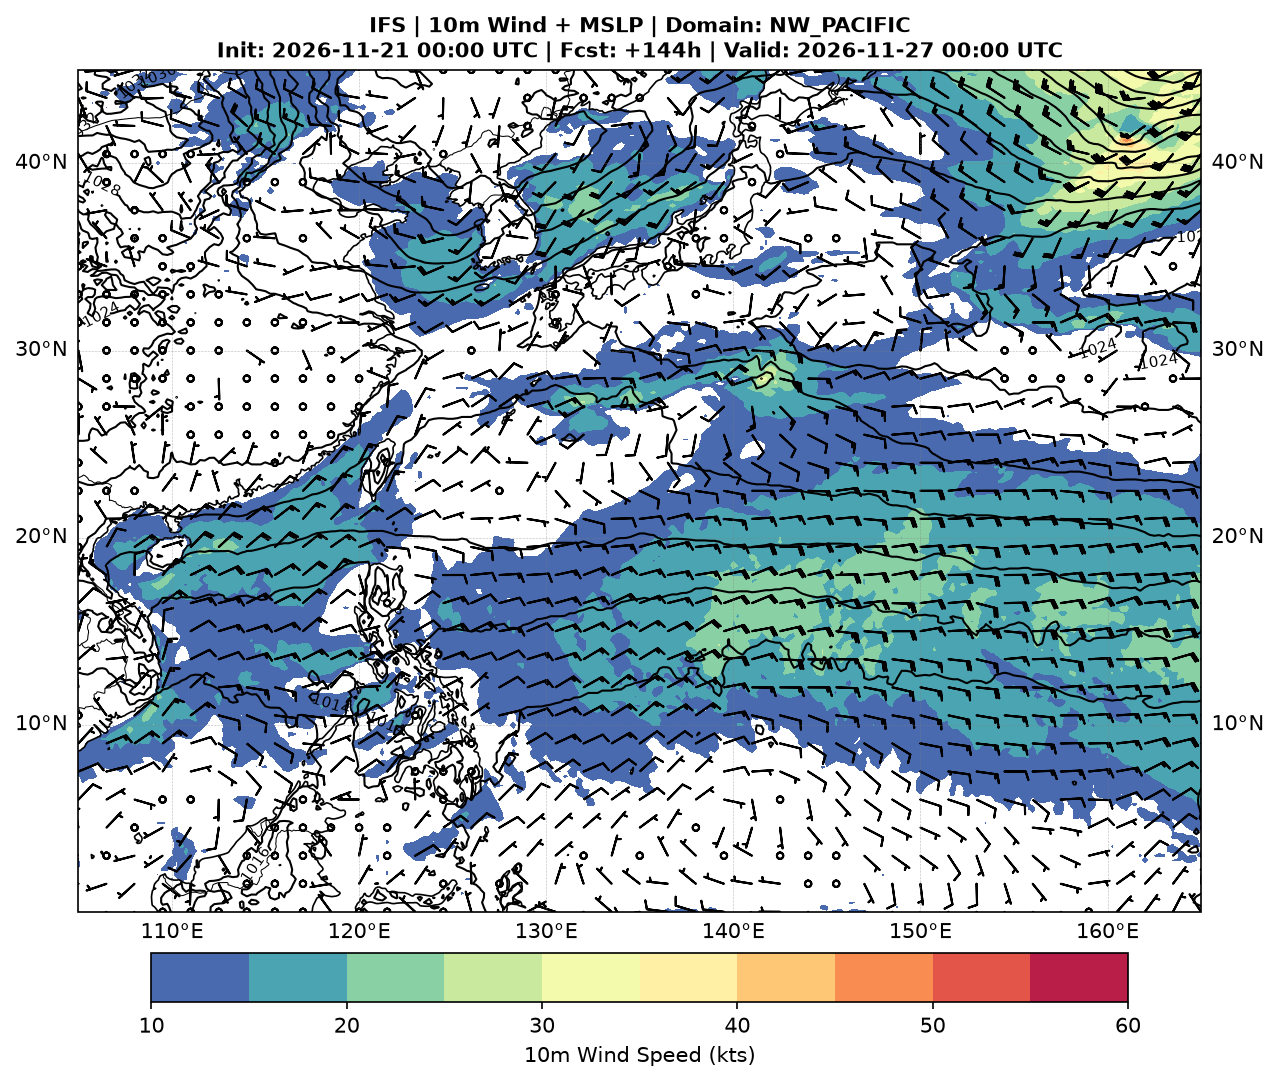 IFS | 10m Wind + MSLP | Domain: NW_PACIFIC
Init: 2026-11-21 00:00 UTC | Fcst: +144h | Valid: 2026-11-27 00:00 UTC
40°N
40°N
30°N
30°N
20°N
20°N
10°N
10°N
1024
1024
1024
1016
110°E
120°E
130°E
140°E
150°E
160°E
10
20
30
40
50
60
10m Wind Speed (kts)